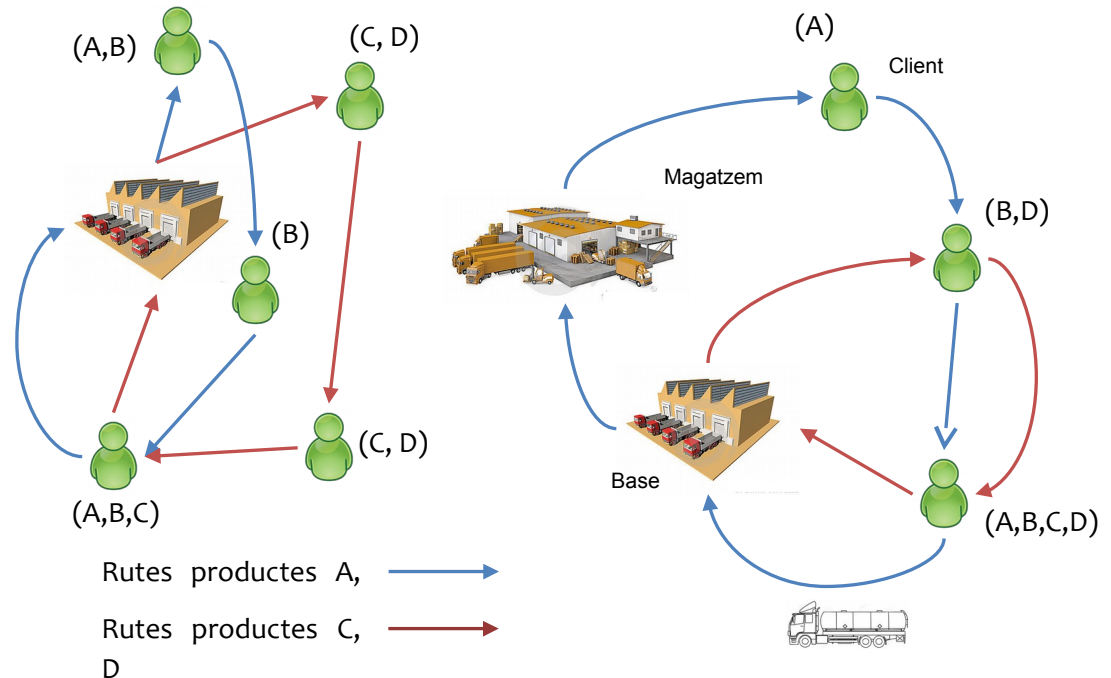 (A)
(A,B)
(C, D)
Client
Magatzem
(B,D)
(B)
(C, D)
Base
(A,B,C)
(A,B,C,D)
Rutes productes A,
Rutes productes C,
D